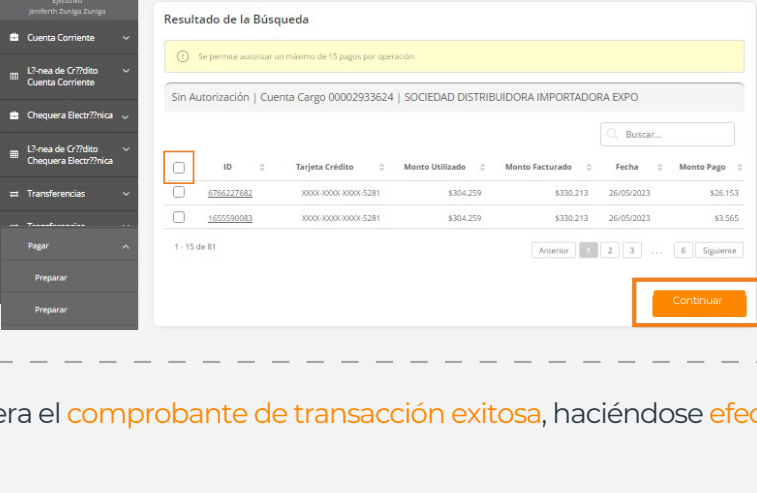 Ejecutivo
Jeniferth Zuniga Zuniga
Cuenta Corriente
L?-nea de Cr??dito
Cuenta Corriente
Chequera Electr??nica
L?-nea de Cr??dito
Chequera Electr??nica
Transferencias
Transferencias
Pagar
Preparar
Preparar
Resultado de la Búsqueda
Se permite autorizar un máximo de 15 pagos por operación.
Sin Autorización | Cuenta Cargo 00002933624 | SOCIEDAD DISTRIBUIDORA IMPORTADORA EXPO
Buscar...
ID Tarjeta Crédito Monto Utilizado Monto Facturado Fecha Monto Pago
6766227682 XXXX-XXXX-XXXX-5281 $304.259 $330.213 26/05/2023 $26.153
1655590083 XXXX-XXXX-XXXX-5281 $304.259 $330.213 26/05/2023 $3.565
1 - 15 de 81
Anterior 1 2 3 ... 6 Siguiente
Continuar
era el comprobante de transacción exitosa, haciéndose efec